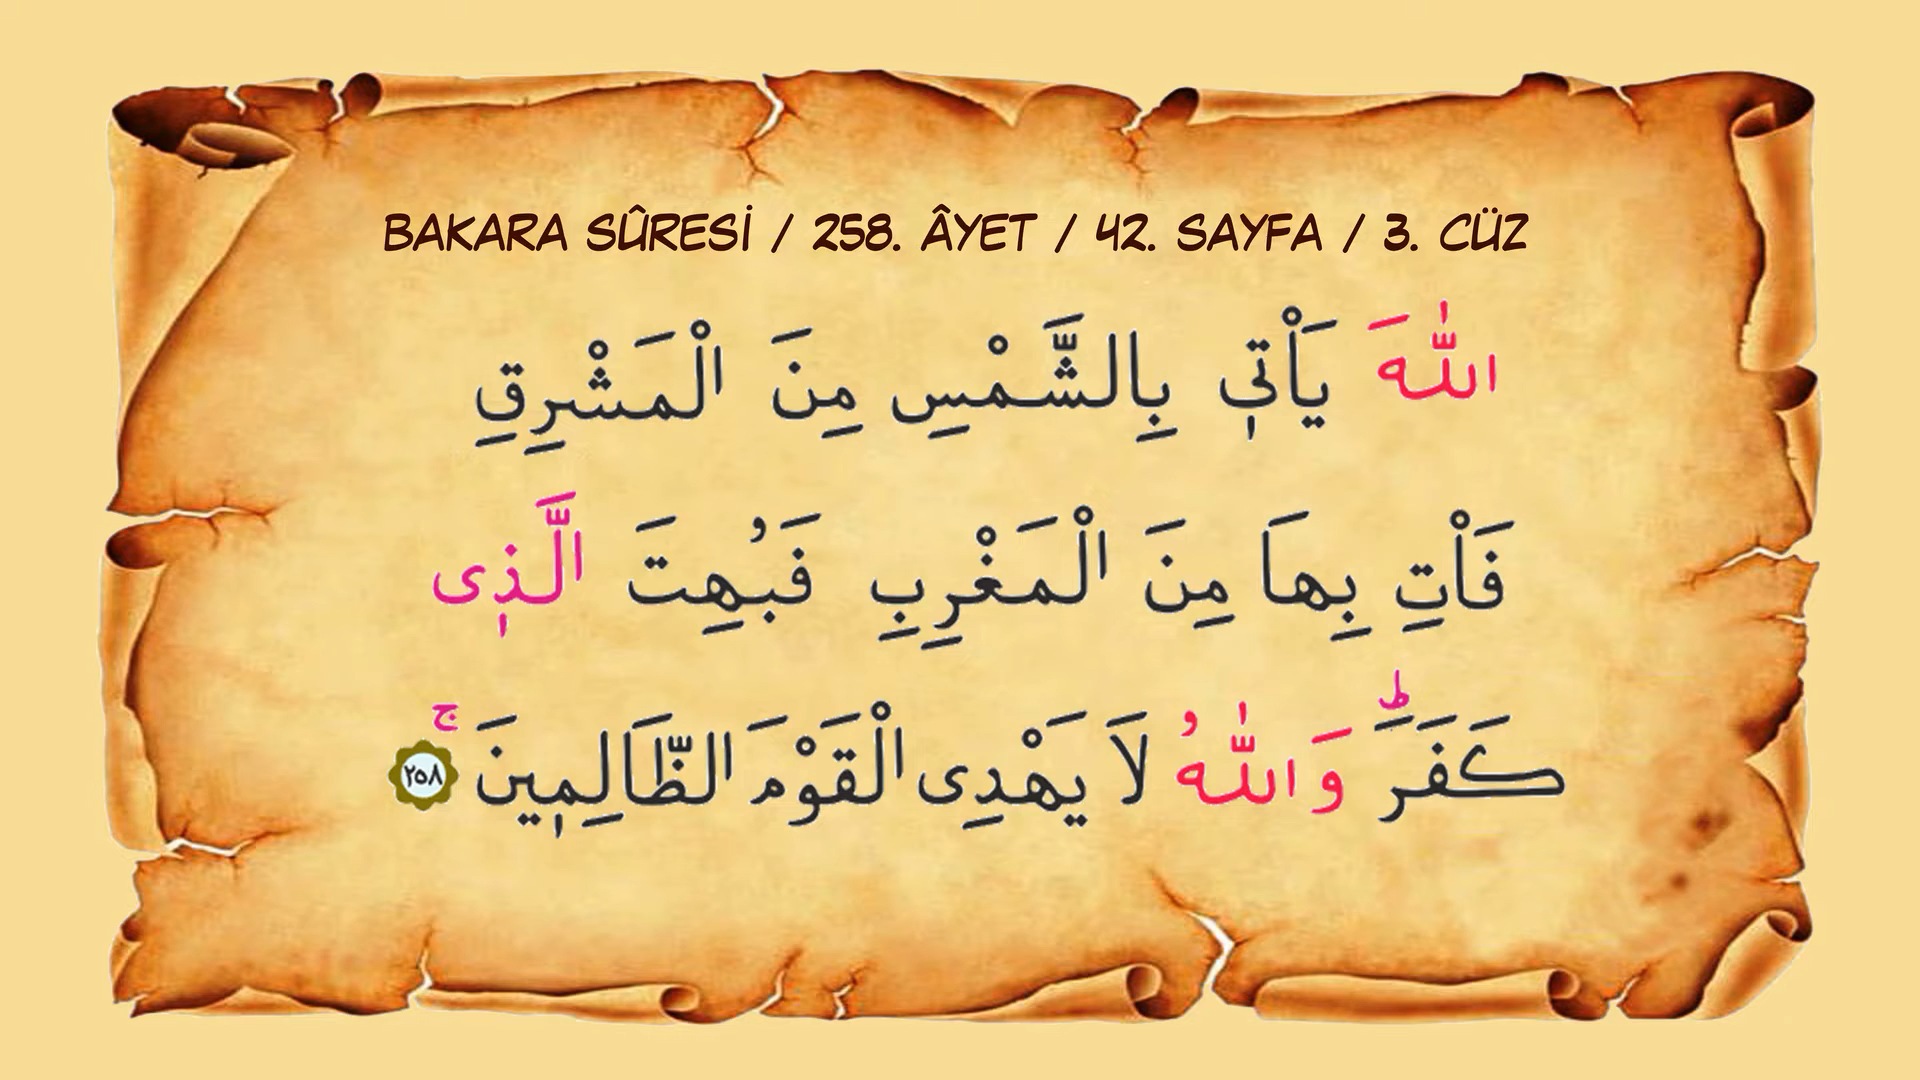 BAKARA SÛRESİ / 258. ÂYET / 42. SAYFA / 3. CÜZ
اللّٰهَ يَاْتٖي بِالشَّمْسِ مِنَ الْمَشْرِقِ
فَاْتِ بِهَا مِنَ الْمَغْرِبِ فَبُهِتَ الَّذٖى
كَفَرَؕ وَاللّٰهُ لَا يَهْدِى الْقَوْمَ الظَّالِمٖينَۚ ٢٥٨